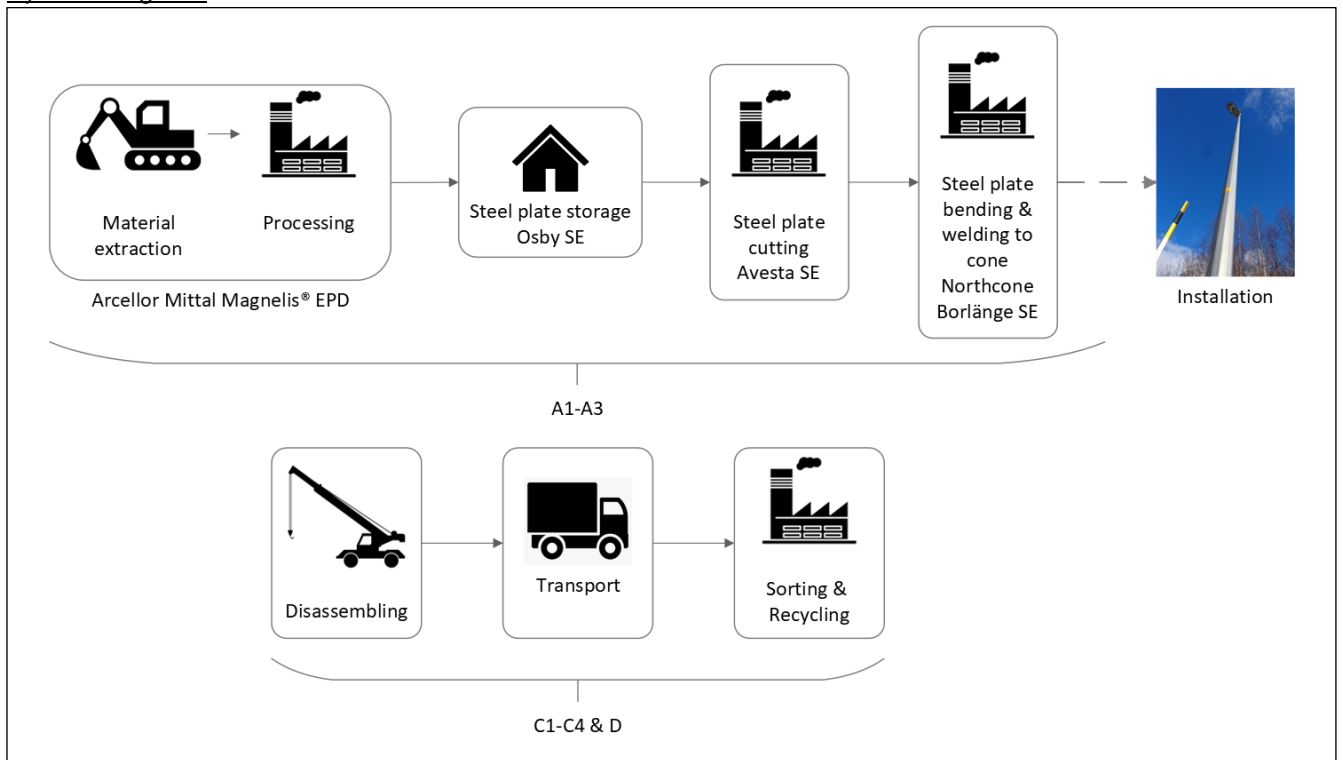 Material
extraction
Processing
Arcellor Mittal Magnelis® EPD
Steel plate storage
Osby SE
Steel plate
cutting
Avesta SE
Steel plate
bending &
welding to
cone
Northcone
Borlänge SE
Installation
A1-A3
Disassembling
Transport
Sorting &
Recycling
C1-C4 & D